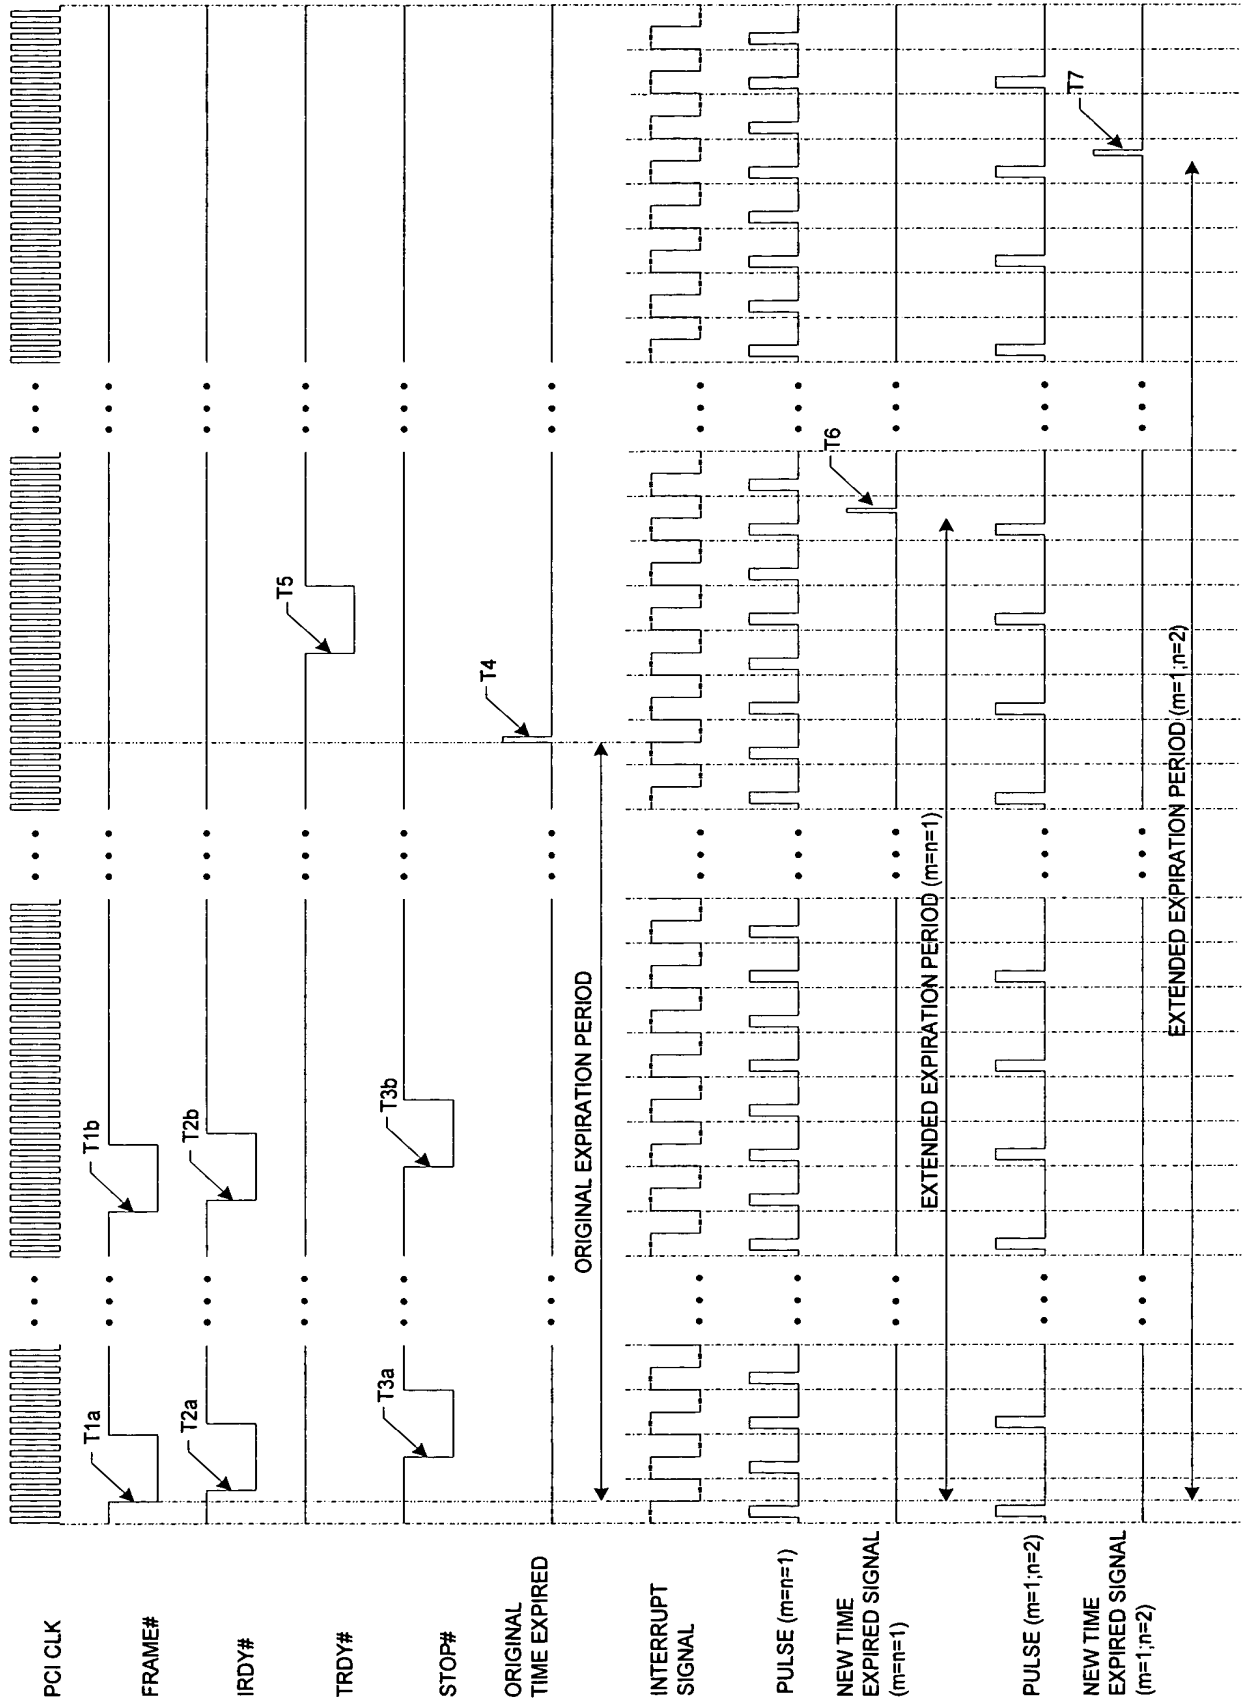 PCI CLK
FRAME#
T1a
T1b
IRDY#
T2a
T2b
TRDY#
T5
STOP#
T3a
T3b
ORIGINAL
TIME EXPIRED
T4
ORIGINAL EXPIRATION PERIOD
INTERRUPT
SIGNAL
PULSE (m=n=1)
NEW TIME
EXPIRED SIGNAL
(m=n=1)
T6
EXTENDED EXPIRATION PERIOD (m=n=1)
PULSE (m=1;n=2)
NEW TIME
EXPIRED SIGNAL
(m=1;n=2)
T7
EXTENDED EXPIRATION PERIOD (m=1;n=2)